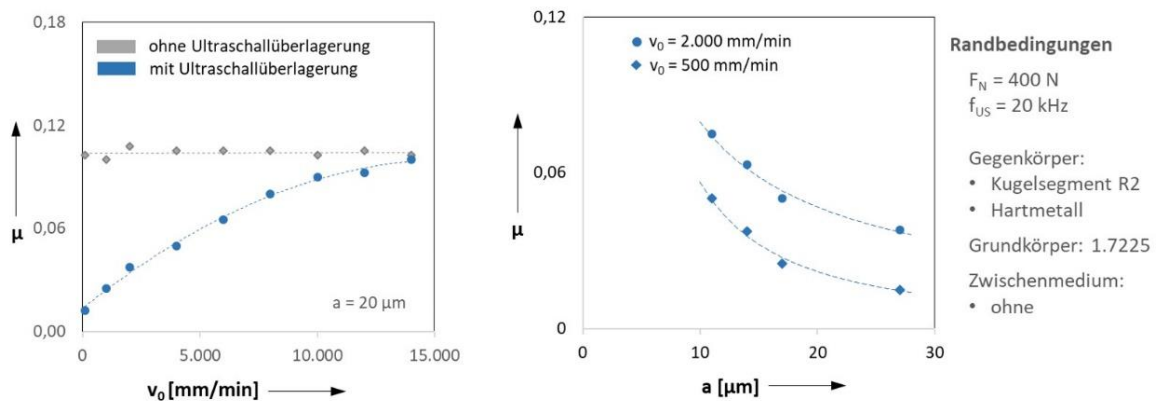 0,18
0,12
0,06
0,00
µ
ohne Ultraschallüberlagerung
mit Ultraschallüberlagerung
a = 20 µm
0
5.000
10.000
15.000
v₀ [mm/min]
0,12
0,06
0
µ
v₀ = 2.000 mm/min
v₀ = 500 mm/min
0
10
20
30
a [µm]
Randbedingungen
F_N = 400 N
f_US = 20 kHz
Gegenkörper:
• Kugelsegment R2
• Hartmetall
Grundkörper: 1.7225
Zwischenmedium:
• ohne